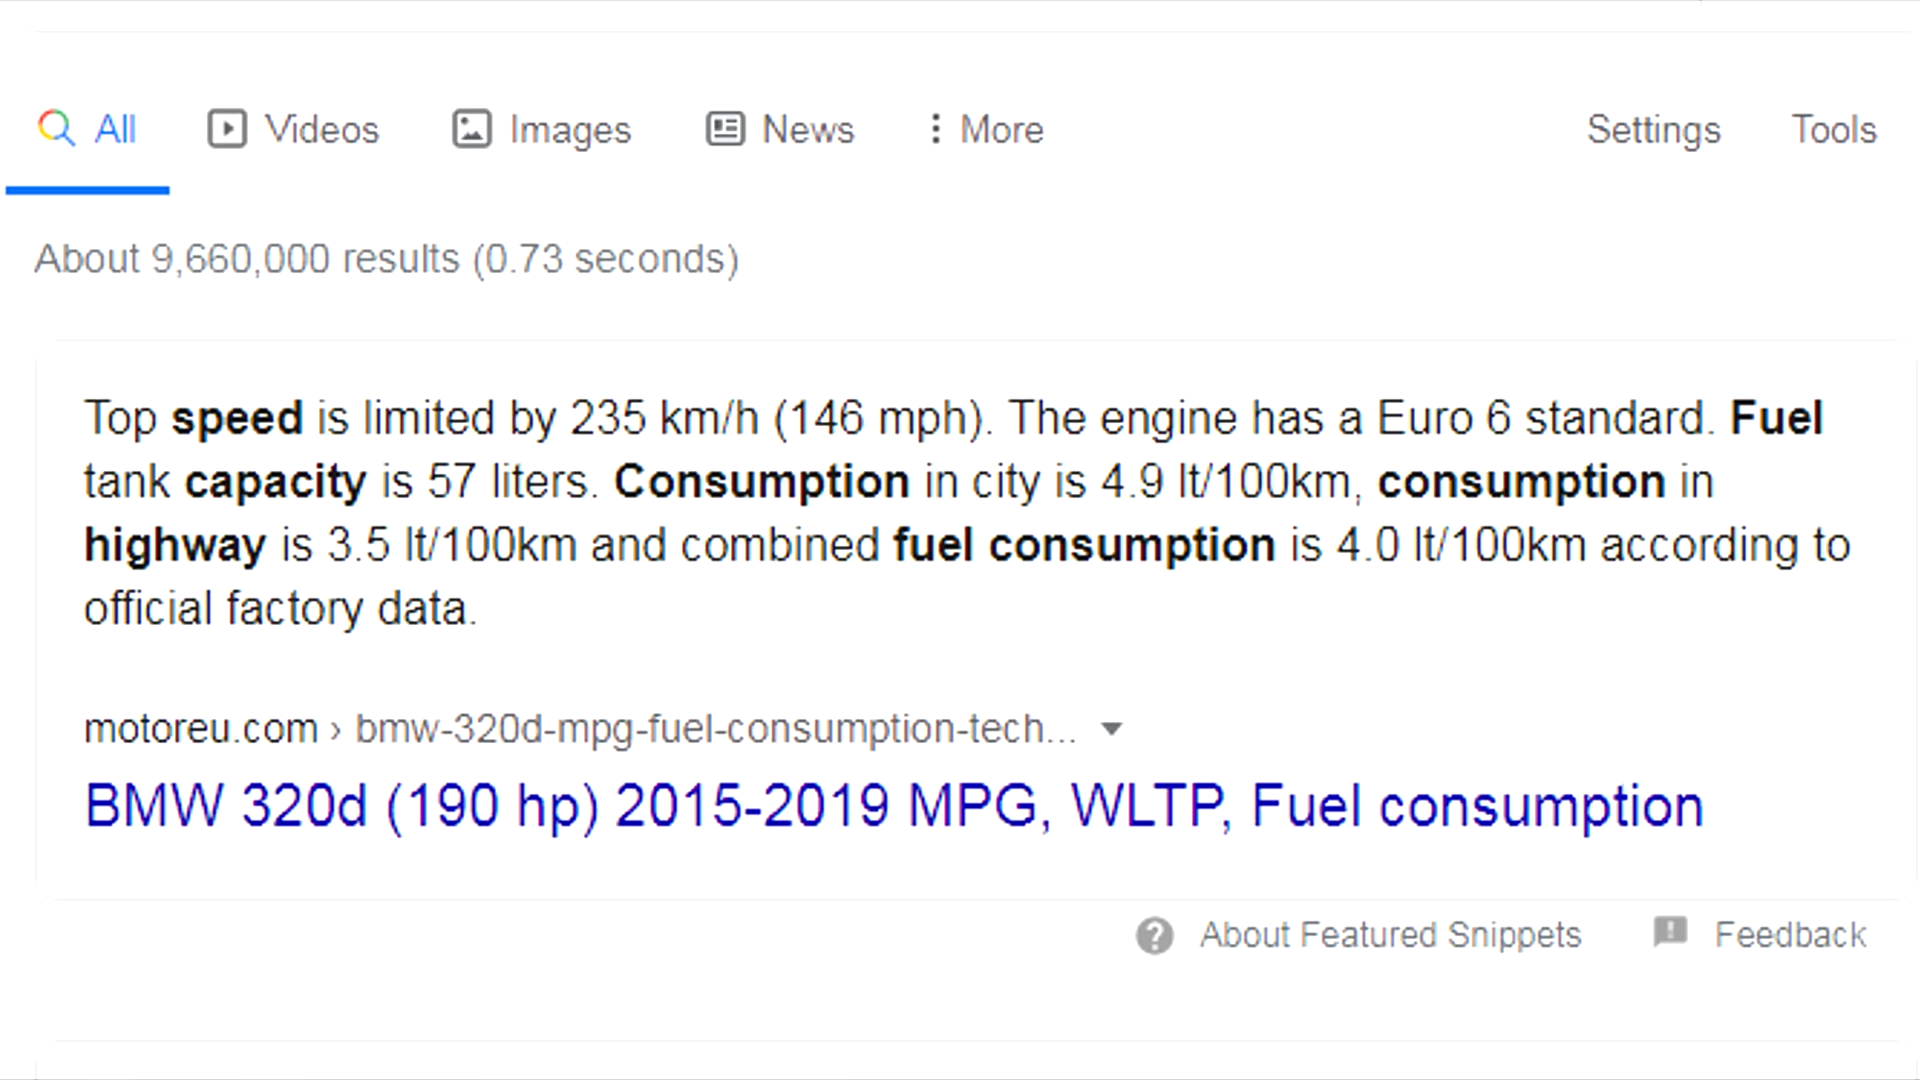 All Videos Images News More Settings Tools
About 9,660,000 results (0.73 seconds)
Top speed is limited by 235 km/h (146 mph). The engine has a Euro 6 standard. Fuel
tank capacity is 57 liters. Consumption in city is 4.9 lt/100km, consumption in
highway is 3.5 lt/100km and combined fuel consumption is 4.0 lt/100km according to
official factory data.
motoreu.com › bmw-320d-mpg-fuel-consumption-tech...
BMW 320d (190 hp) 2015-2019 MPG, WLTP, Fuel consumption
About Featured Snippets Feedback